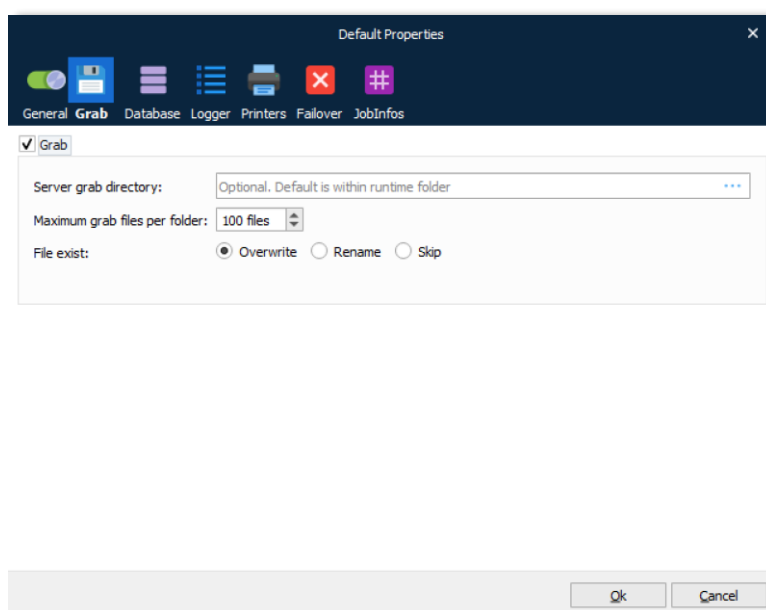 Default Properties
General Grab Database Logger Printers Failover JobInfos
Grab
Server grab directory: Optional. Default is within runtime folder ...
Maximum grab files per folder: 100 files
File exist: Overwrite Rename Skip
Ok Cancel